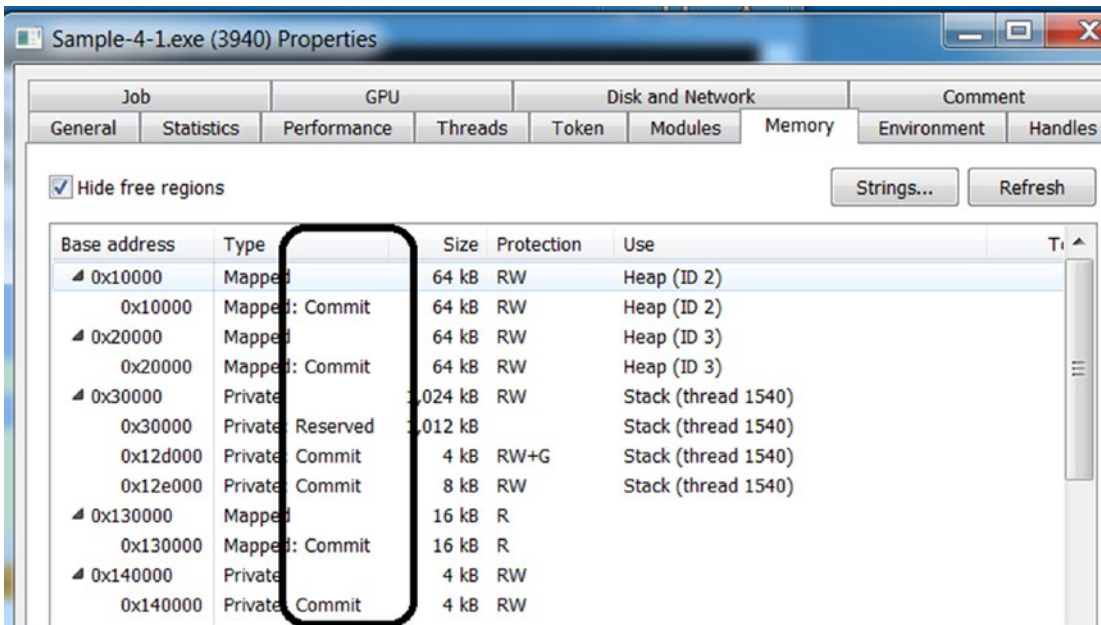 Sample-4-1.exe (3940) Properties
Job GPU Disk and Network Comment
General Statistics Performance Threads Token Modules Memory Environment Handles
Hide free regions Strings... Refresh
Base address Type Size Protection Use
0x10000 Mapped 64 kB RW Heap (ID 2)
0x10000 Mapped: Commit 64 kB RW Heap (ID 2)
0x20000 Mapped 64 kB RW Heap (ID 3)
0x20000 Mapped: Commit 64 kB RW Heap (ID 3)
0x30000 Private 1,024 kB RW Stack (thread 1540)
0x30000 Private: Reserved 1,012 kB Stack (thread 1540)
0x12d000 Private: Commit 4 kB RW+G Stack (thread 1540)
0x12e000 Private: Commit 8 kB RW Stack (thread 1540)
0x130000 Mapped 16 kB R
0x130000 Mapped: Commit 16 kB R
0x140000 Private 4 kB RW
0x140000 Private: Commit 4 kB RW